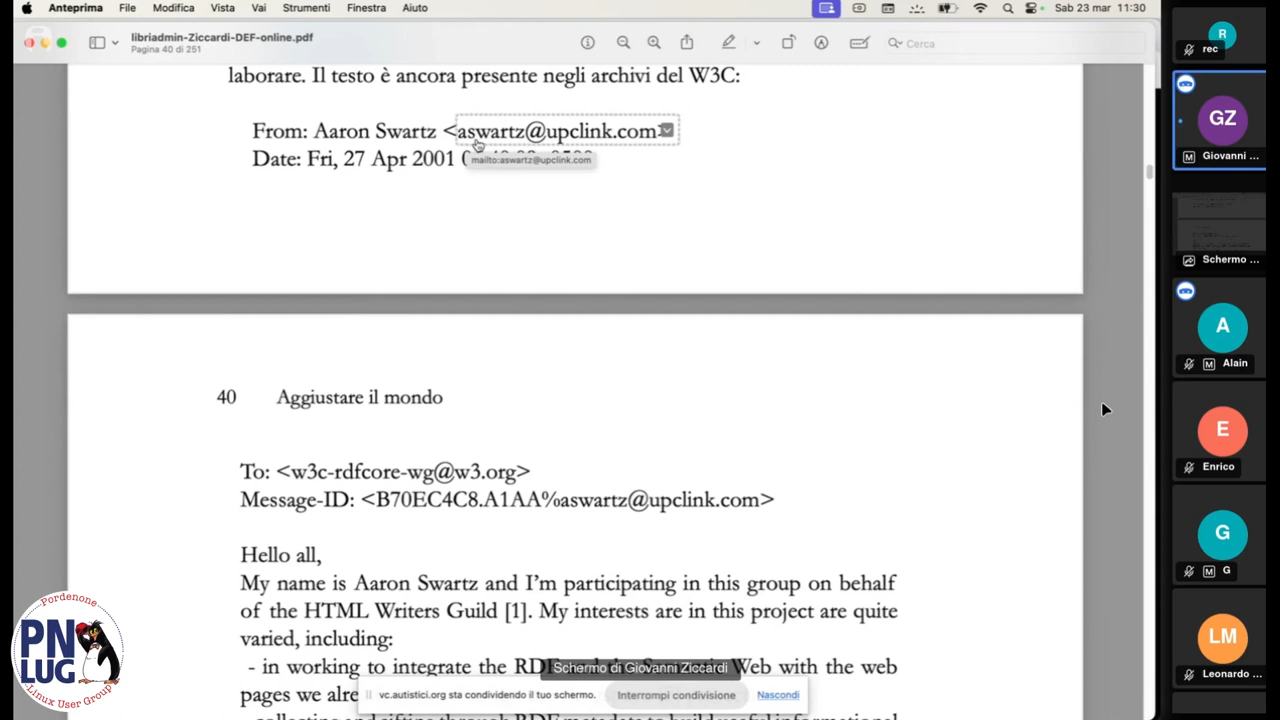 Anteprima File Modifica Vista Vai Strumenti Finestra Aiuto Sab 23 mar 11:30
libriadmin-Ziccardi-DEF-online.pdf
Pagina 40 di 251
Cerca
laborare. Il testo è ancora presente negli archivi del W3C:
From: Aaron Swartz <aswartz@upclink.com>
Date: Fri, 27 Apr 2001
mailto:aswartz@upclink.com
40 Aggiustare il mondo
To: <w3c-rdfcore-wg@w3.org>
Message-ID: <B70EC4C8.A1AA%aswartz@upclink.com>
Hello all,
My name is Aaron Swartz and I'm participating in this group on behalf
of the HTML Writers Guild [1]. My interests are in this project are quite
varied, including:
- in working to integrate the RDF Web with the web
pages we
Schermo di Giovanni Ziccardi
vc.autistici.org sta condividendo il tuo schermo. Interrompi condivisione Nascondi
R
rec
GZ
Giovanni ...
Schermo ...
A
Alain
E
Enrico
G
G
LM
Leonardo ...
Pordenone
PN
LUG
Linux User Group